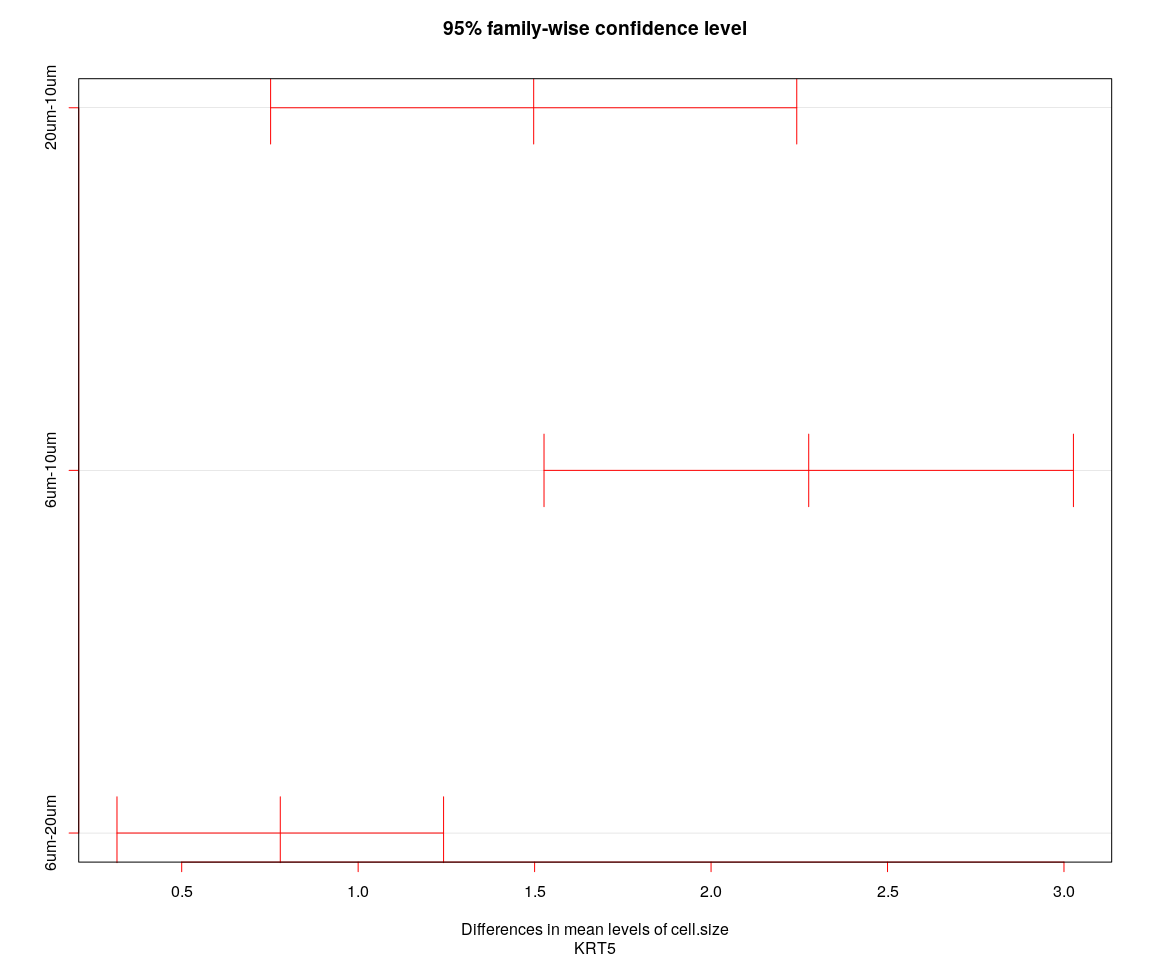 95% family-wise confidence level
20um-10um
6um-10um
6um-20um
0.5 1.0 1.5 2.0 2.5 3.0
Differences in mean levels of cell.size
KRT5